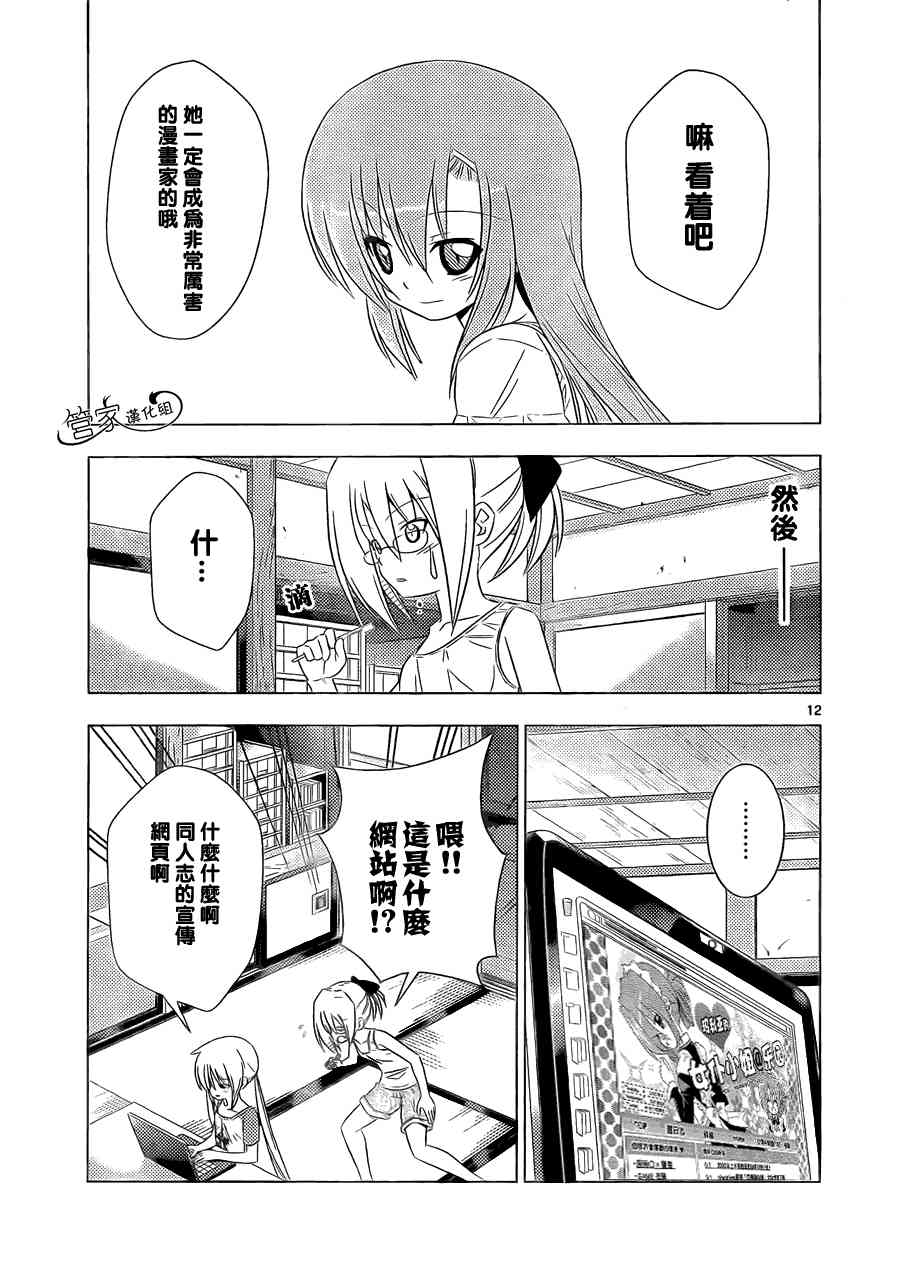 嘛 看着吧
她一定會成爲非常厲害
的漫畫家的哦
管家
漢化組
然後——
什…
滴
12
………
喂!!
這是什麼
網站啊!?
什麼什麼啊
同人志的宣傳
網頁啊